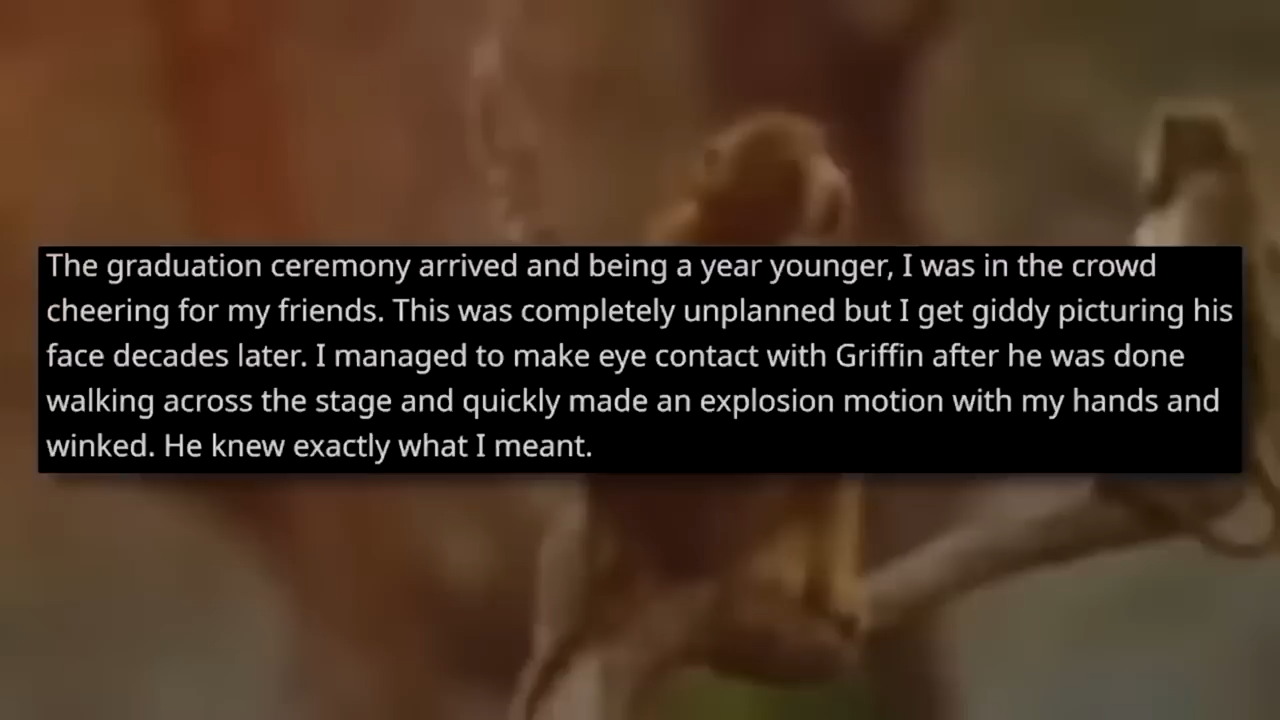 The graduation ceremony arrived and being a year younger, I was in the crowd
cheering for my friends. This was completely unplanned but I get giddy picturing his
face decades later. I managed to make eye contact with Griffin after he was done
walking across the stage and quickly made an explosion motion with my hands and
winked. He knew exactly what I meant.